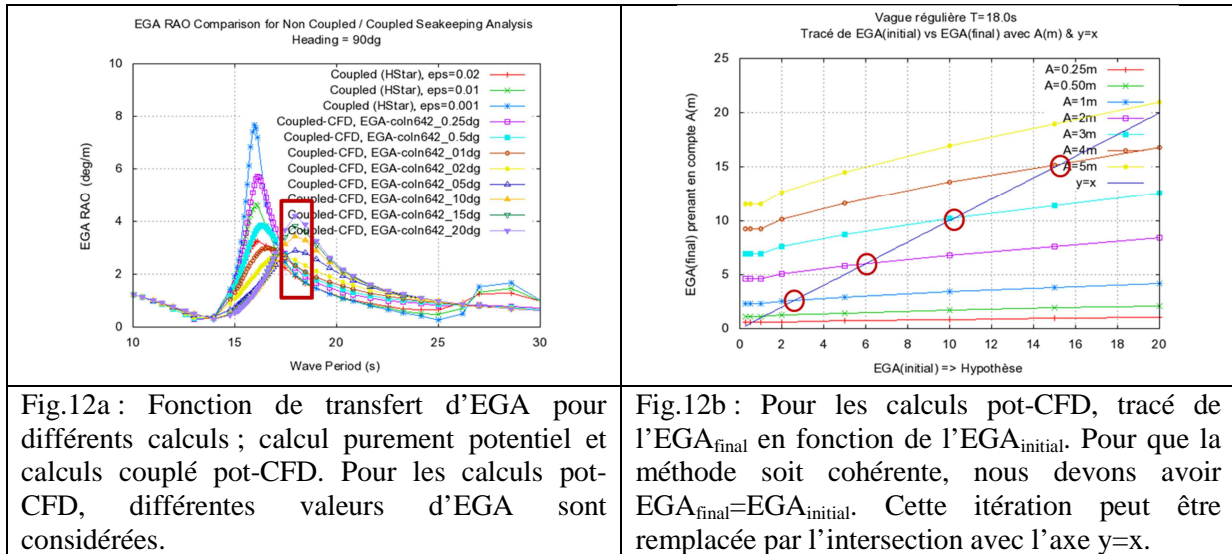 EGA RAO Comparison for Non Coupled / Coupled Seakeeping Analysis
Heading = 90dg
EGA RAO (deg/m)
10
8
6
4
2
0
Coupled (HStar), eps=0.02
Coupled (HStar), eps=0.01
Coupled (HStar), eps=0.001
Coupled-CFD, EGA-coln642_0.25dg
Coupled-CFD, EGA-coln642_0.5dg
Coupled-CFD, EGA-coln642_01dg
Coupled-CFD, EGA-coln642_02dg
Coupled-CFD, EGA-coln642_05dg
Coupled-CFD, EGA-coln642_10dg
Coupled-CFD, EGA-coln642_15dg
Coupled-CFD, EGA-coln642_20dg
10 15 20 25 30
Wave Period (s)
Vague régulière T=18.0s
Tracé de EGA(initial) vs EGA(final) avec A(m) & y=x
EGA(final) prenant en compte A(m)
25
20
15
10
5
0
A=0.25m
A=0.50m
A=1m
A=2m
A=3m
A=4m
A=5m
y=x
0 2 4 6 8 10 12 14 16 18 20
EGA(initial) => Hypothèse
Fig.12a : Fonction de transfert d'EGA pour
différents calculs ; calcul purement potentiel et
calculs couplé pot-CFD. Pour les calculs pot-
CFD, différentes valeurs d'EGA sont
considérées.
Fig.12b : Pour les calculs pot-CFD, tracé de
l'EGAfinal en fonction de l'EGAinitial. Pour que la
méthode soit cohérente, nous devons avoir
EGAfinal=EGAinitial. Cette itération peut être
remplacée par l'intersection avec l'axe y=x.